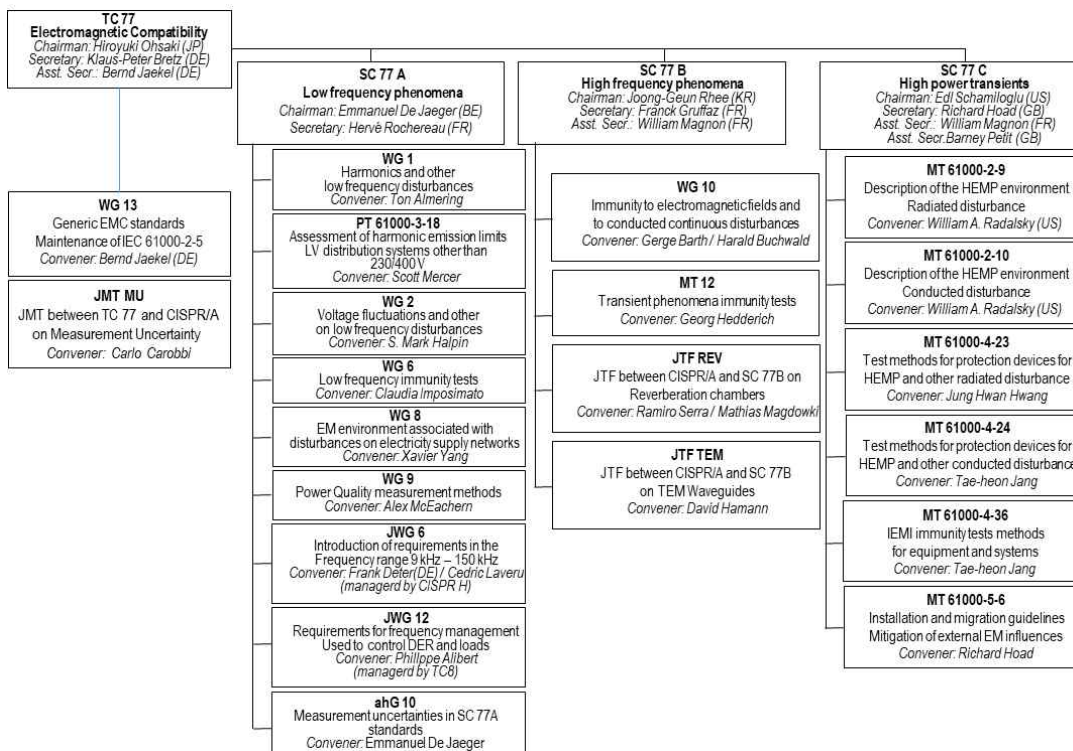 TC 77
Electromagnetic Compatibility
Chairman: Hiroyuki Ohsaki (JP)
Secretary: Klaus-Peter Bretz (DE)
Asst. Secr.: Bernd Jaekel (DE)
WG 13
Generic EMC standards
Maintenance of IEC 61000-2-5
Convener: Bernd Jaekel (DE)
JMT MU
JMT between TC 77 and CISPR/A
on Measurement Uncertainty
Convener: Carlo Carobbi
SC 77 A
Low frequency phenomena
Chairman: Emmanuel De Jaeger (BE)
Secretary: Hervè Rochereau (FR)
WG 1
Harmonics and other
low frequency disturbances
Convener: Ton Almering
PT 61000-3-18
Assessment of harmonic emission limits
LV distribution systems other than
230/400 V
Convener: Scott Mercer
WG 2
Voltage fluctuations and other
on low frequency disturbances
Convener: S. Mark Halpin
WG 6
Low frequency immunity tests
Convener: Claudia Imposimato
WG 8
EM environment associated with
disturbances on electricity supply networks
Convener: Xavier Yang
WG 9
Power Quality measurement methods
Convener: Alex McEachern
JWG 6
Introduction of requirements in the
Frequency range 9 kHz – 150 kHz
Convener: Frank Deter(DE) / Cedric Laveru
(managerd by CISPR H)
JWG 12
Requirements for frequency management
Used to control DER and loads
Convener: Philppe Alibert
(managerd by TC8)
ahG 10
Measurement uncertainties in SC 77A
standards
Convener: Emmanuel De Jaeger
SC 77 B
High frequency phenomena
Chairman: Joong-Geun Rhee (KR)
Secretary: Franck Gruffaz (FR)
Asst. Secr.: William Magnon (FR)
WG 10
Immunity to electromagnetic fields and
to conducted continuous disturbances
Convener: Gerge Barth / Harald Buchwald
MT 12
Transient phenomena immunity tests
Convener: Georg Hedderich
JTF REV
JTF between CISPR/A and SC 77B on
Reverberation chambers
Convener: Ramiro Serra / Mathias Magdowki
JTF TEM
JTF between CISPR/A and SC 77B
on TEM Waveguides
Convener: David Hamann
SC 77 C
High power transients
Chairman: Edl Schamiloglu (US)
Secretary: Richard Hoad (GB)
Asst. Secr.: William Magnon (FR)
Asst. Secr.Barney Petit (GB)
MT 61000-2-9
Description of the HEMP environment
Radiated disturbance
Convener: William A. Radalsky (US)
MT 61000-2-10
Description of the HEMP environment
Conducted disturbance
Convener: William A. Radalsky (US)
MT 61000-4-23
Test methods for protection devices for
HEMP and other radiated disturbance
Convener: Jung Hwan Hwang
MT 61000-4-24
Test methods for protection devices for
HEMP and other conducted disturbance
Convener: Tae-heon Jang
MT 61000-4-36
IEMI immunity tests methods
for equipment and systems
Convener: Tae-heon Jang
MT 61000-5-6
Installation and migration guidelines
Mitigation of external EM influences
Convener: Richard Hoad